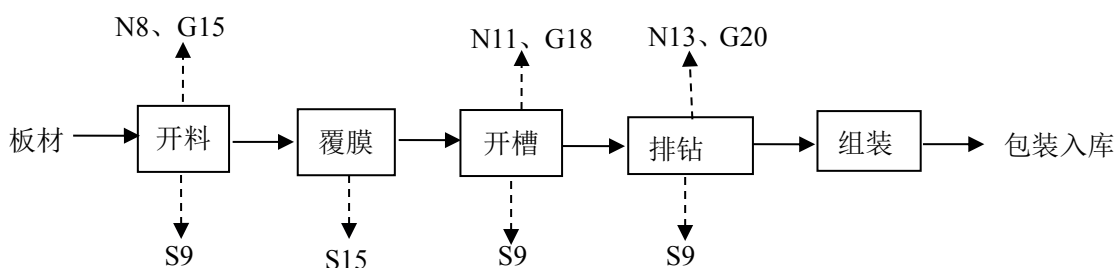 N8、G15
N11、G18
N13、G20
板材
开料
覆膜
开槽
排钻
组装
包装入库
S9
S15
S9
S9